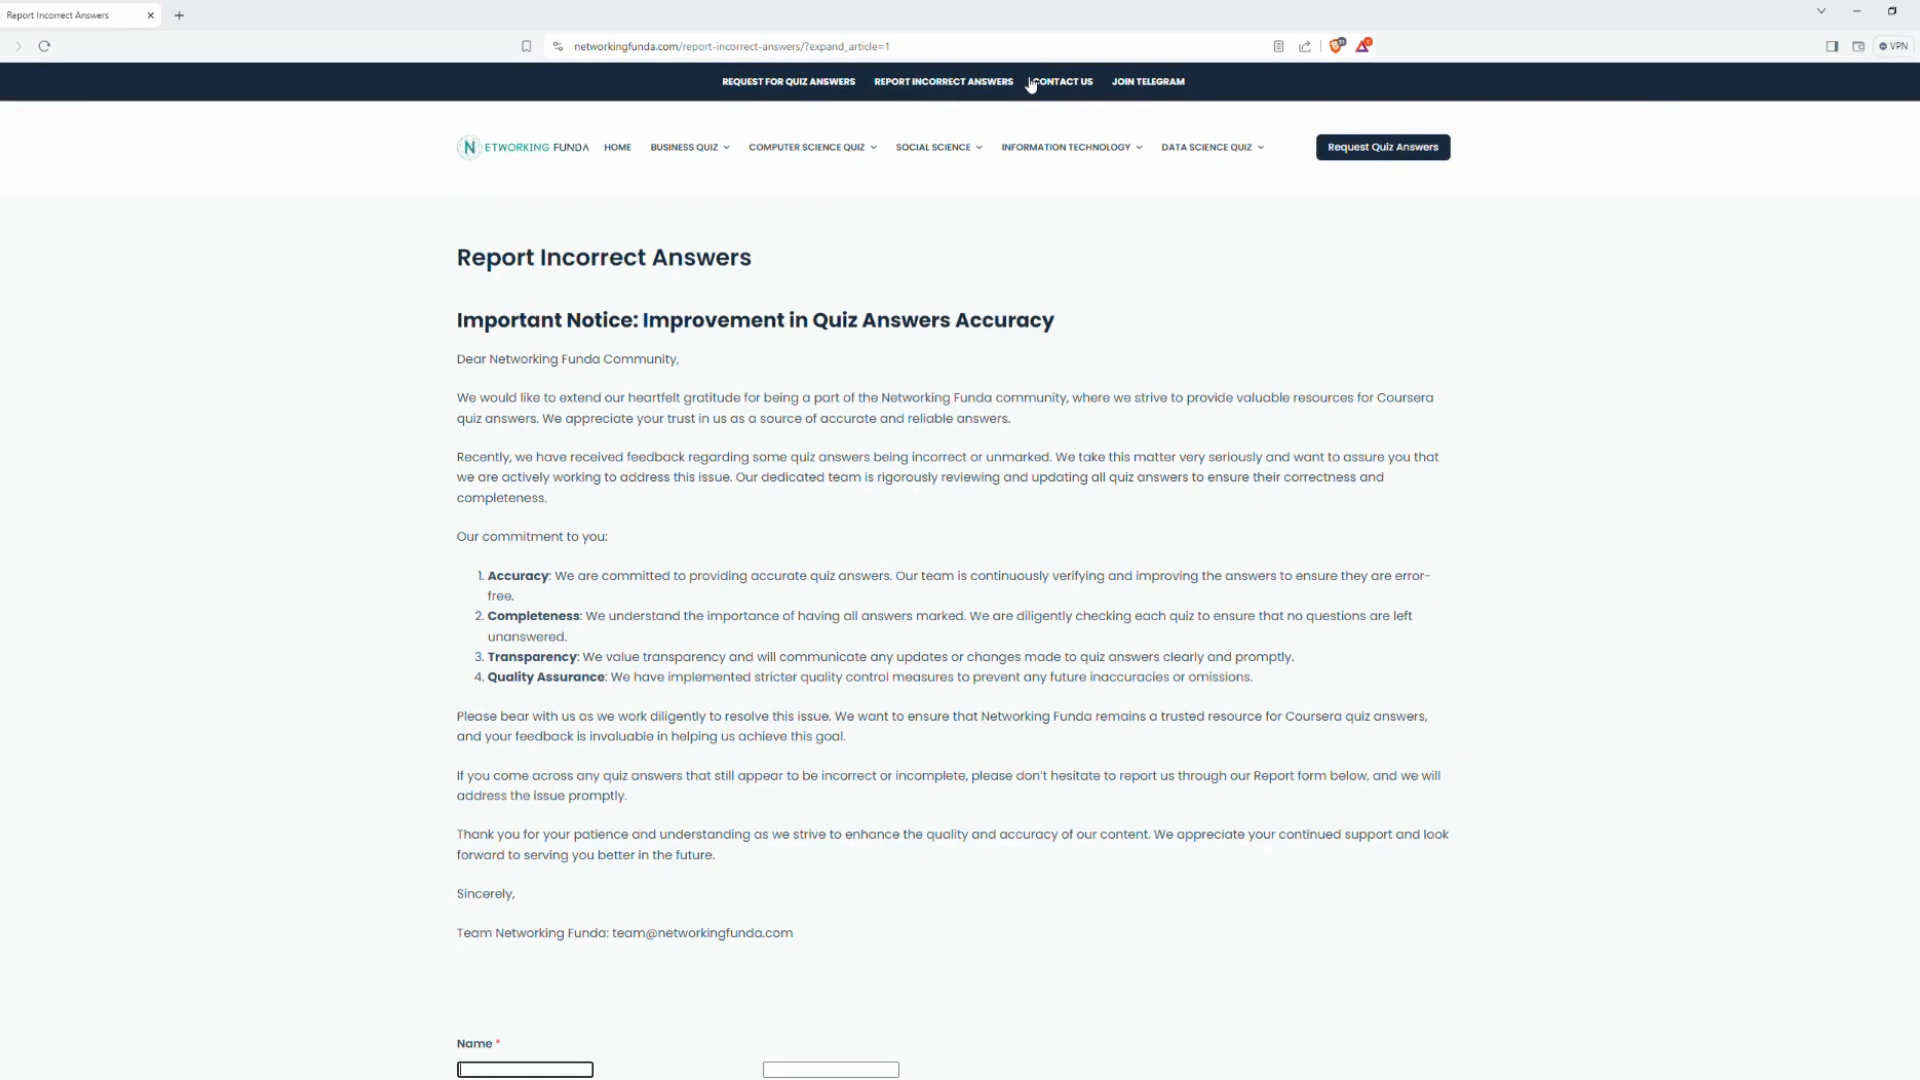 Report Incorrect Answers
networkingfunda.com/report-incorrect-answers/?expand_article=1
VPN
REQUEST FOR QUIZ ANSWERS REPORT INCORRECT ANSWERS CONTACT US JOIN TELEGRAM
NETWORKING FUNDA HOME BUSINESS QUIZ COMPUTER SCIENCE QUIZ SOCIAL SCIENCE INFORMATION TECHNOLOGY DATA SCIENCE QUIZ Request Quiz Answers
Report Incorrect Answers
Important Notice: Improvement in Quiz Answers Accuracy
Dear Networking Funda Community,
We would like to extend our heartfelt gratitude for being a part of the Networking Funda community, where we strive to provide valuable resources for Coursera
quiz answers. We appreciate your trust in us as a source of accurate and reliable answers.
Recently, we have received feedback regarding some quiz answers being incorrect or unmarked. We take this matter very seriously and want to assure you that
we are actively working to address this issue. Our dedicated team is rigorously reviewing and updating all quiz answers to ensure their correctness and
completeness.
Our commitment to you:
1. Accuracy: We are committed to providing accurate quiz answers. Our team is continuously verifying and improving the answers to ensure they are error-
free.
2. Completeness: We understand the importance of having all answers marked. We are diligently checking each quiz to ensure that no questions are left
unanswered.
3. Transparency: We value transparency and will communicate any updates or changes made to quiz answers clearly and promptly.
4. Quality Assurance: We have implemented stricter quality control measures to prevent any future inaccuracies or omissions.
Please bear with us as we work diligently to resolve this issue. We want to ensure that Networking Funda remains a trusted resource for Coursera quiz answers,
and your feedback is invaluable in helping us achieve this goal.
If you come across any quiz answers that still appear to be incorrect or incomplete, please don't hesitate to report us through our Report form below, and we will
address the issue promptly.
Thank you for your patience and understanding as we strive to enhance the quality and accuracy of our content. We appreciate your continued support and look
forward to serving you better in the future.
Sincerely,
Team Networking Funda: team@networkingfunda.com
Name *